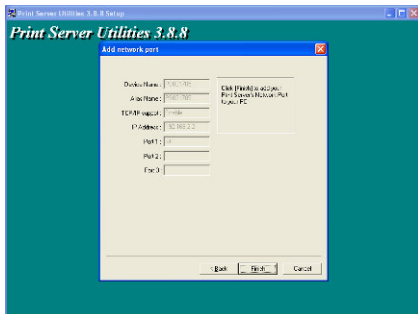 Print Server Utilities 3.8.8 Setup
Print Server Utilities 3.8.8
Add network port
Device Name :
Click [Finish] to add your
Print Server's Network Port
to your PC
Alias Name :
TCP/IP support :
IP Address :
Port 1 :
Port 2 :
Port 3 :
< Back
Finish
Cancel